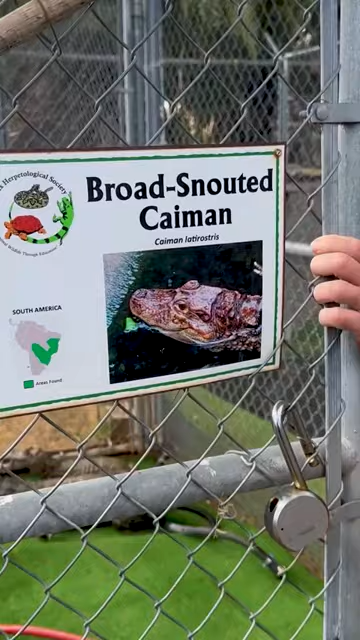 Herpetological Society
Broad-Snouted
Caiman
Caiman latirostris
SOUTH AMERICA
Areas Found